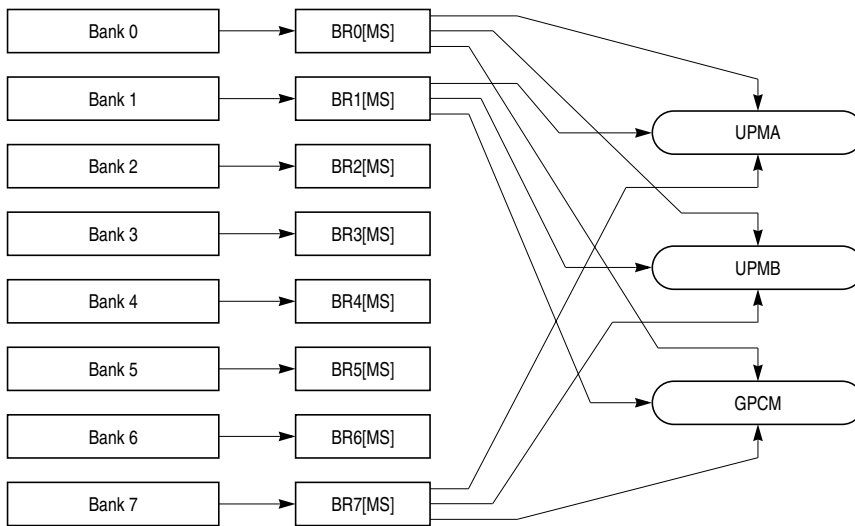 Bank 0
BR0[MS]
Bank 1
BR1[MS]
UPMA
Bank 2
BR2[MS]
Bank 3
BR3[MS]
UPMB
Bank 4
BR4[MS]
Bank 5
BR5[MS]
GPCM
Bank 6
BR6[MS]
Bank 7
BR7[MS]